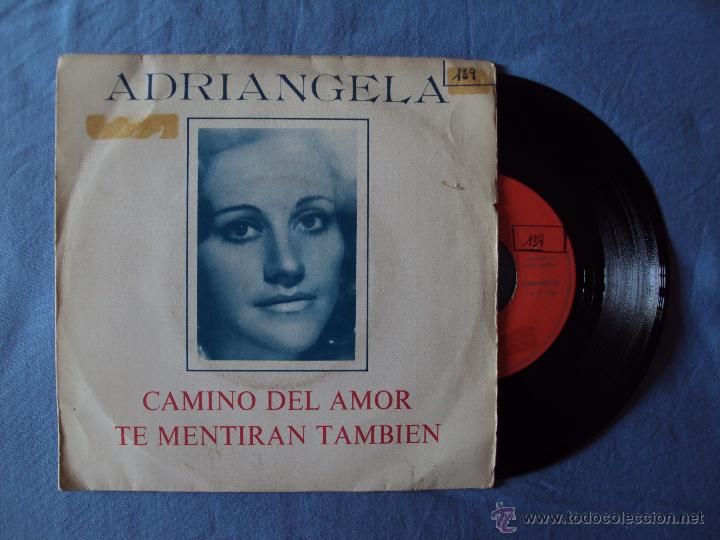 ADRIANGELA
189
189
CAMINO DEL AMOR
TE MENTIRAN TAMBIEN
www.todocoleccion.net